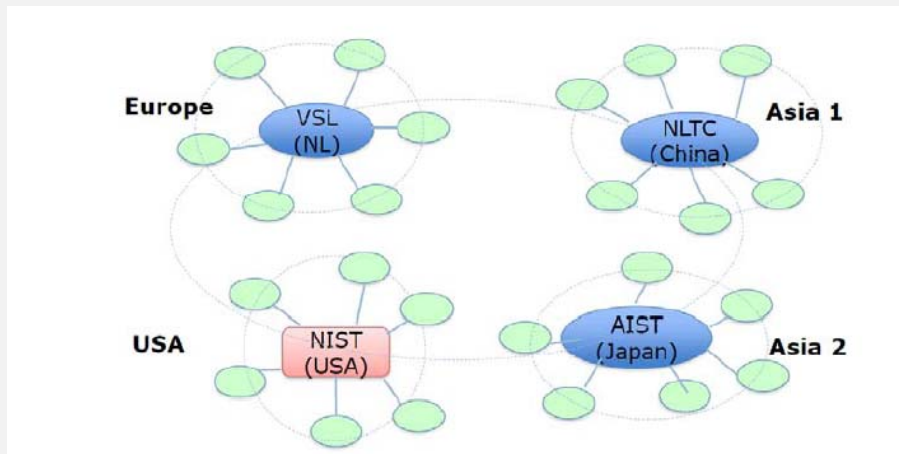 Europe
VSL
(NL)
NLTC
(China)
Asia 1
USA
NIST
(USA)
AIST
(Japan)
Asia 2